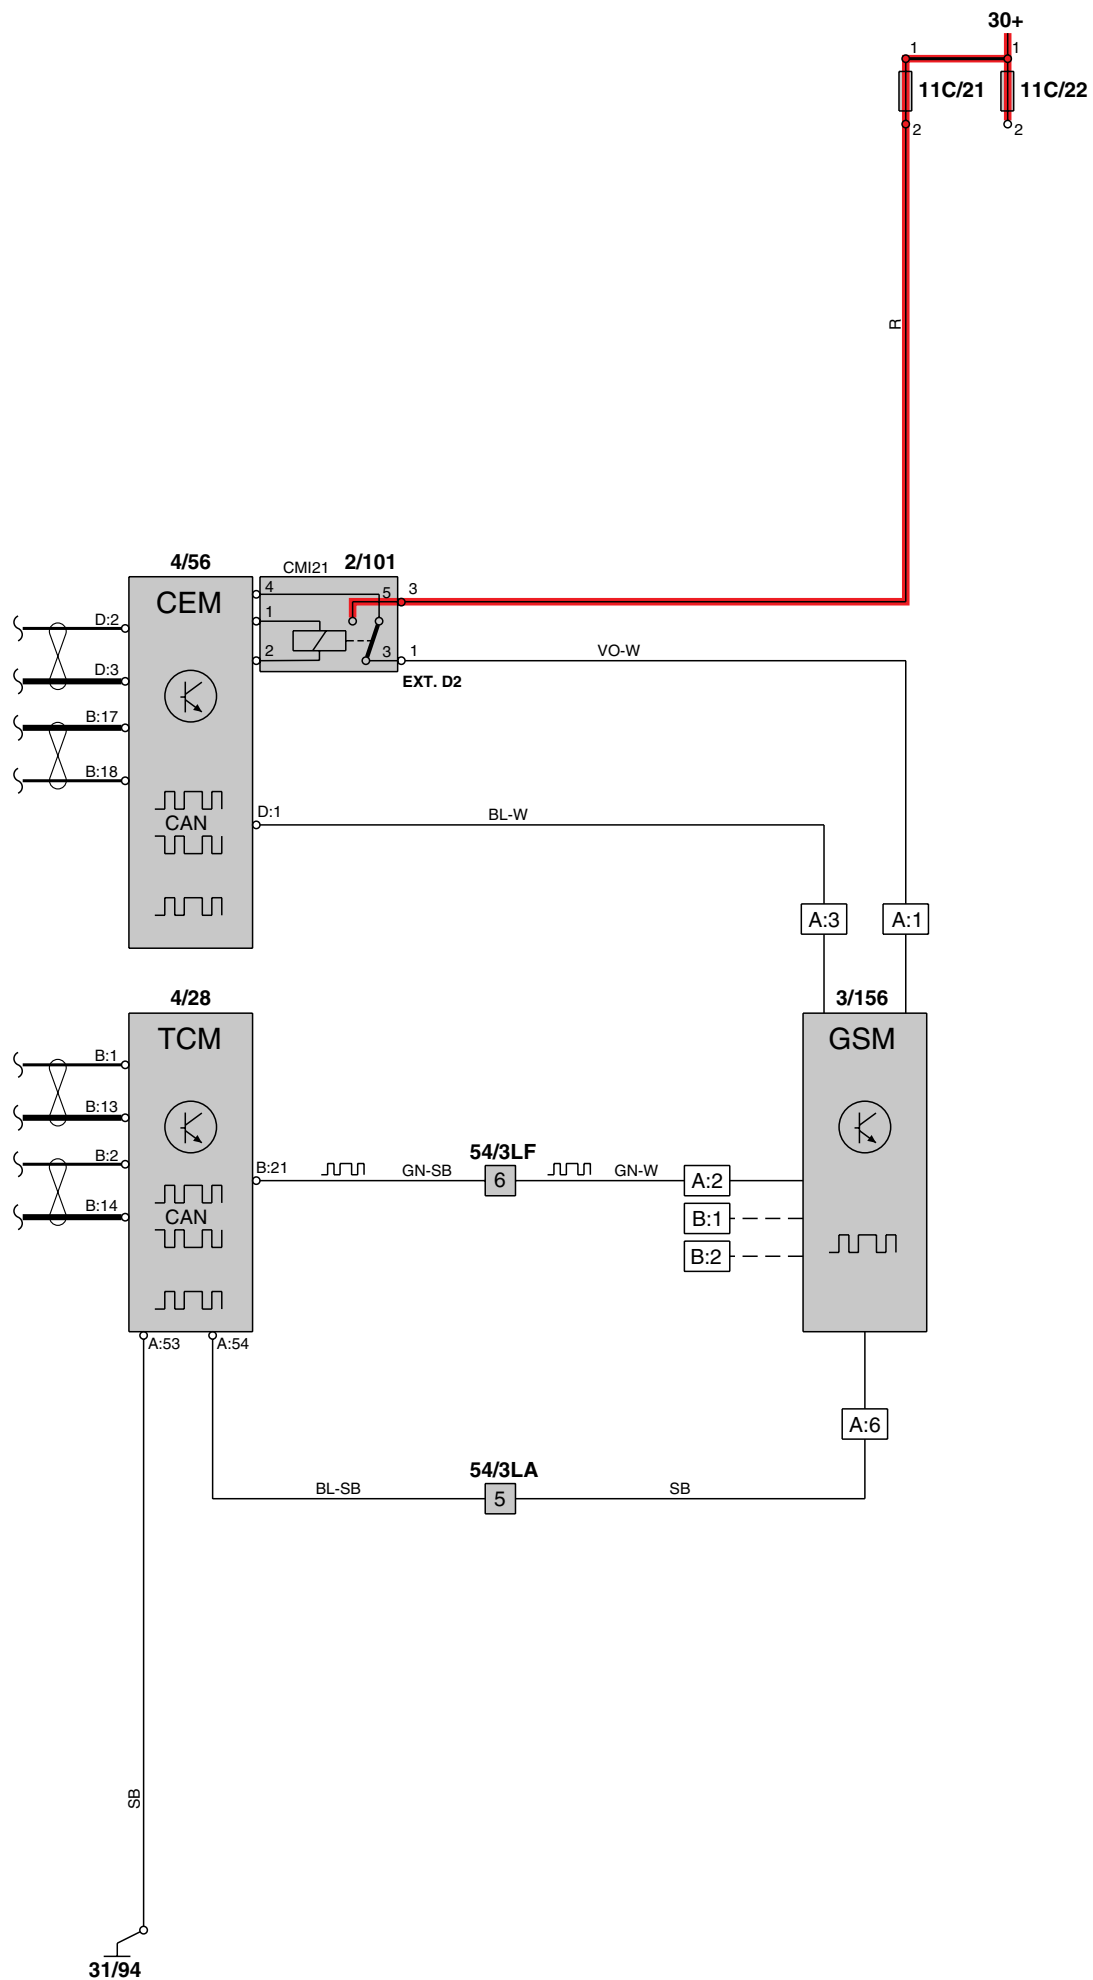 30+
1 1
11C/21 11C/22
2 2
R
4/56 CMI21 2/101
CEM
4 5 3
1
2 3 1
EXT. D2
VO-W
D:2
D:3
B:17
B:18
CAN
D:1 BL-W
A:3 A:1
4/28 3/156
TCM GSM
B:1
B:13
B:2
B:14
CAN
54/3LF
B:21 GN-SB 6 GN-W A:2
B:1
B:2
A:53 A:54
A:6
54/3LA
BL-SB 5 SB
SB
31/94